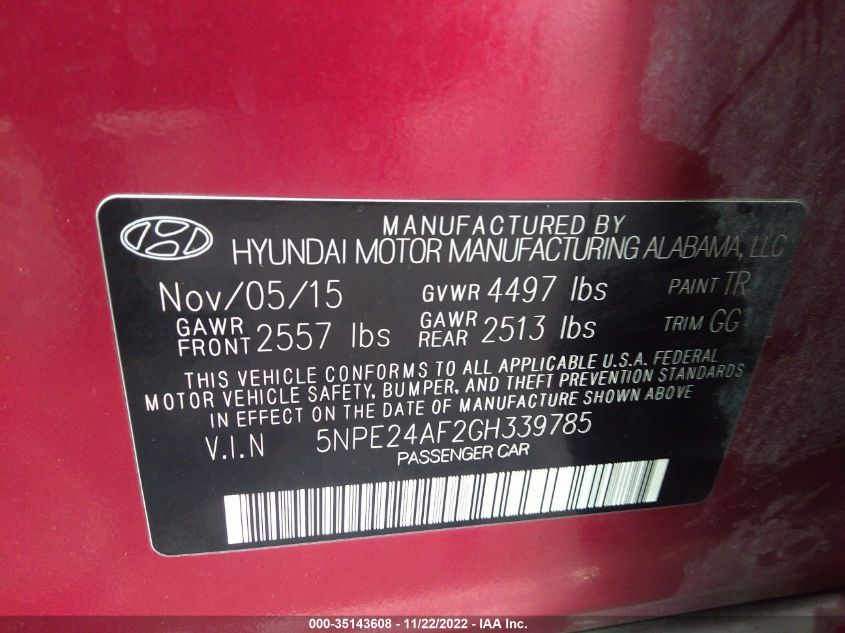 MANUFACTURED BY
HYUNDAI MOTOR MANUFACTURING ALABAMA, LLC
Nov/05/15 GVWR 4497 lbs PAINT TR
GAWR FRONT 2557 lbs GAWR REAR 2513 lbs TRIM GG
THIS VEHICLE CONFORMS TO ALL APPLICABLE U.S.A. FEDERAL
MOTOR VEHICLE SAFETY, BUMPER, AND THEFT PREVENTION STANDARDS
IN EFFECT ON THE DATE OF MANUFACTURE SHOWN ABOVE
V.I.N 5NPE24AF2GH339785
PASSENGER CAR
000-35143608 - 11/22/2022 - IAA Inc.